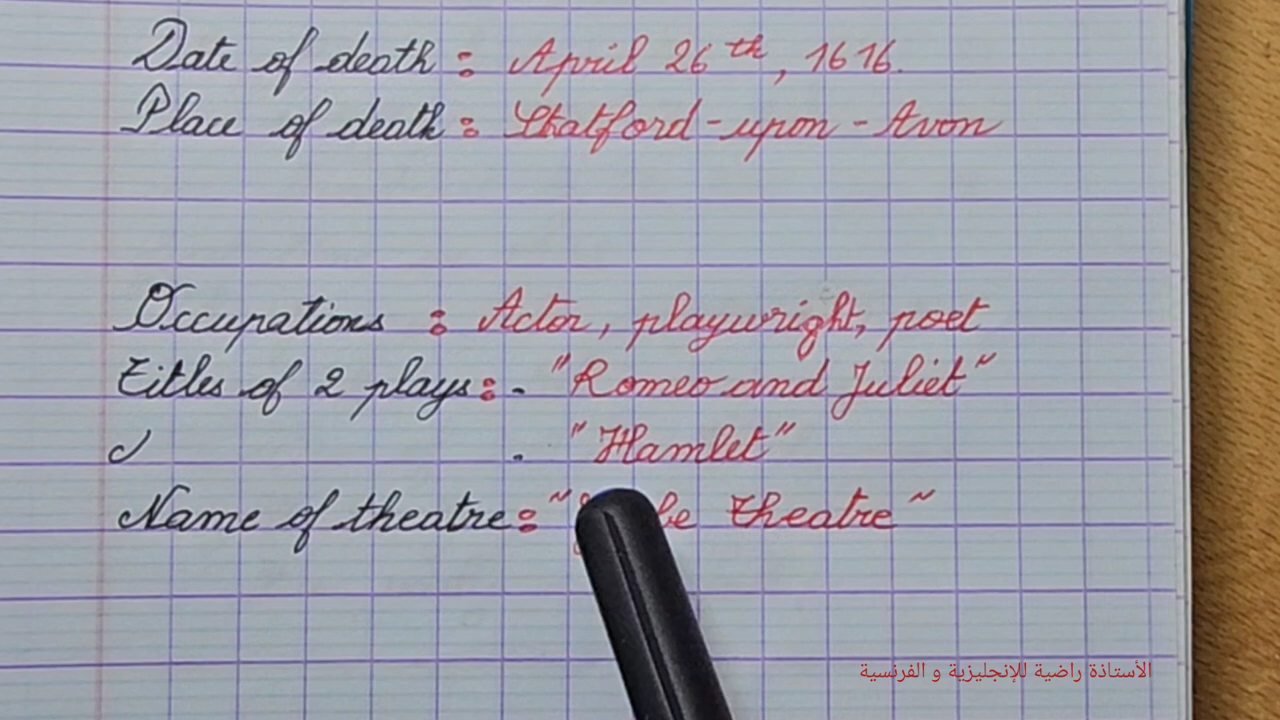 Date of death : April 26th, 1616.
Place of death : Stratford-upon-Avon
Occupations : Actor, playwright, poet
Titles of 2 plays : - "Romeo and Juliet"
- "Hamlet"
Name of theatre : " Theatre"
الأستاذة راضية للإنجليزية و الفرنسية